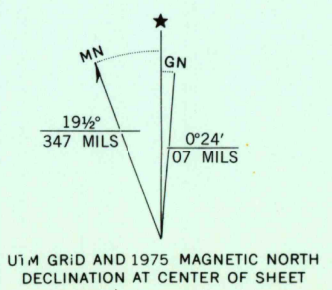 MN
GN
19½°
347 MILS
0°24′
07 MILS
UTM GRiD AND 1975 MAGNETIC NORTH
DECLINATION AT CENTER OF SHEET